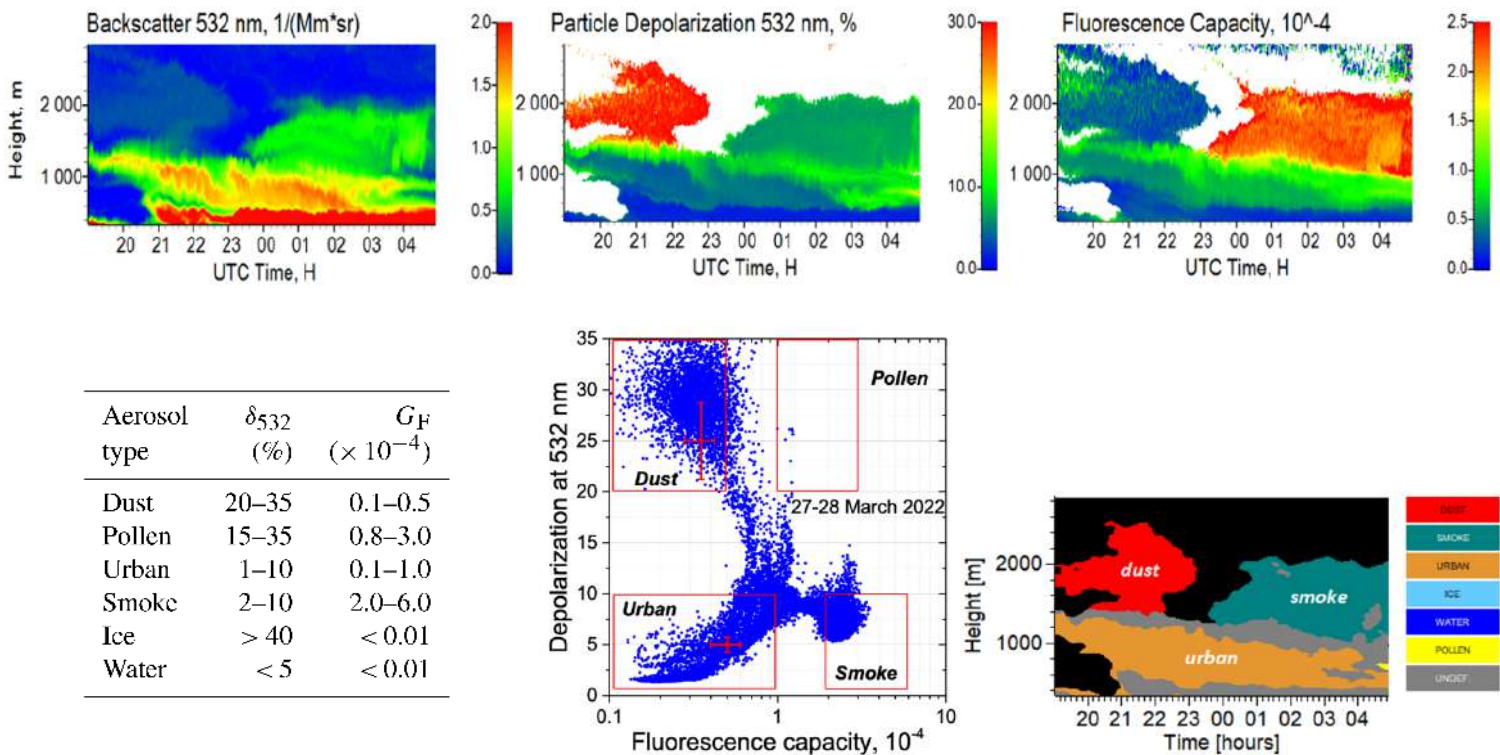 Backscatter 532 nm, 1/(Mm*sr)
2.0
1.5
1.0
0.5
0.0
Height, m
2 000
1 000
20 21 22 23 00 01 02 03 04
UTC Time, H
Particle Depolarization 532 nm, %
30.0
20.0
10.0
0.0
2 000
1 000
20 21 22 23 00 01 02 03 04
UTC Time, H
Fluorescence Capacity, 10^-4
2.5
2.0
1.5
1.0
0.5
0.0
2 000
1 000
20 21 22 23 00 01 02 03 04
UTC Time, H
Aerosol δ532 GF
type (%) (× 10−4)
Dust 20–35 0.1–0.5
Pollen 15–35 0.8–3.0
Urban 1–10 0.1–1.0
Smoke 2–10 2.0–6.0
Ice > 40 < 0.01
Water < 5 < 0.01
Depolarization at 532 nm
35
30
25
20
15
10
5
0
Pollen
Dust
27-28 March 2022
Urban
Smoke
0.1 1 10
Fluorescence capacity, 10-4
Height [m]
2000
1000
dust
smoke
urban
20 21 22 23 00 01 02 03 04
Time [hours]
DUST
SMOKE
URBAN
ICE
WATER
POLLEN
UNDEF.